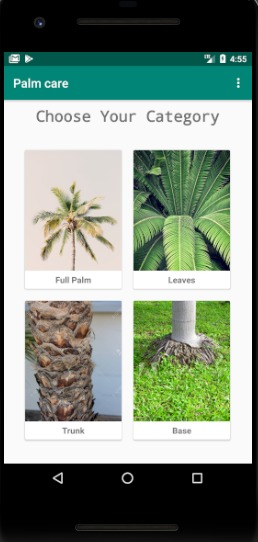 4:55
Palm care
Choose Your Category
Full Palm
Leaves
Trunk
Base